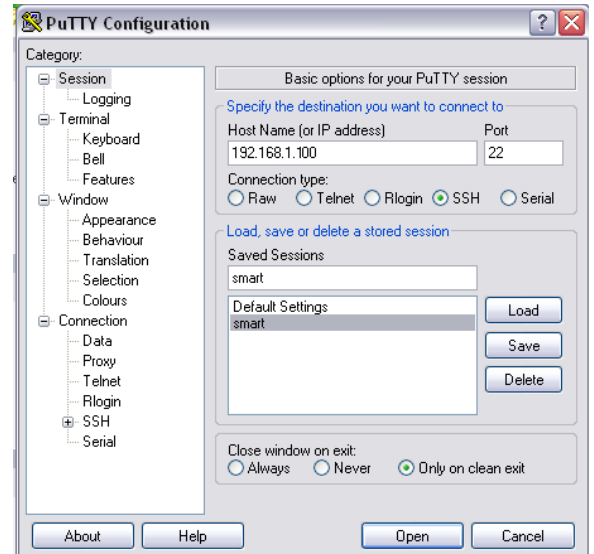 PuTTY Configuration
Category:
Session
Logging
Terminal
Keyboard
Bell
Features
Window
Appearance
Behaviour
Translation
Selection
Colours
Connection
Data
Proxy
Telnet
Rlogin
SSH
Serial
Basic options for your PuTTY session
Specify the destination you want to connect to
Host Name (or IP address) Port
192.168.1.100 22
Connection type:
Raw Telnet Rlogin SSH Serial
Load, save or delete a stored session
Saved Sessions
smart
Default Settings
smart
Load
Save
Delete
Close window on exit:
Always Never Only on clean exit
About Help Open Cancel